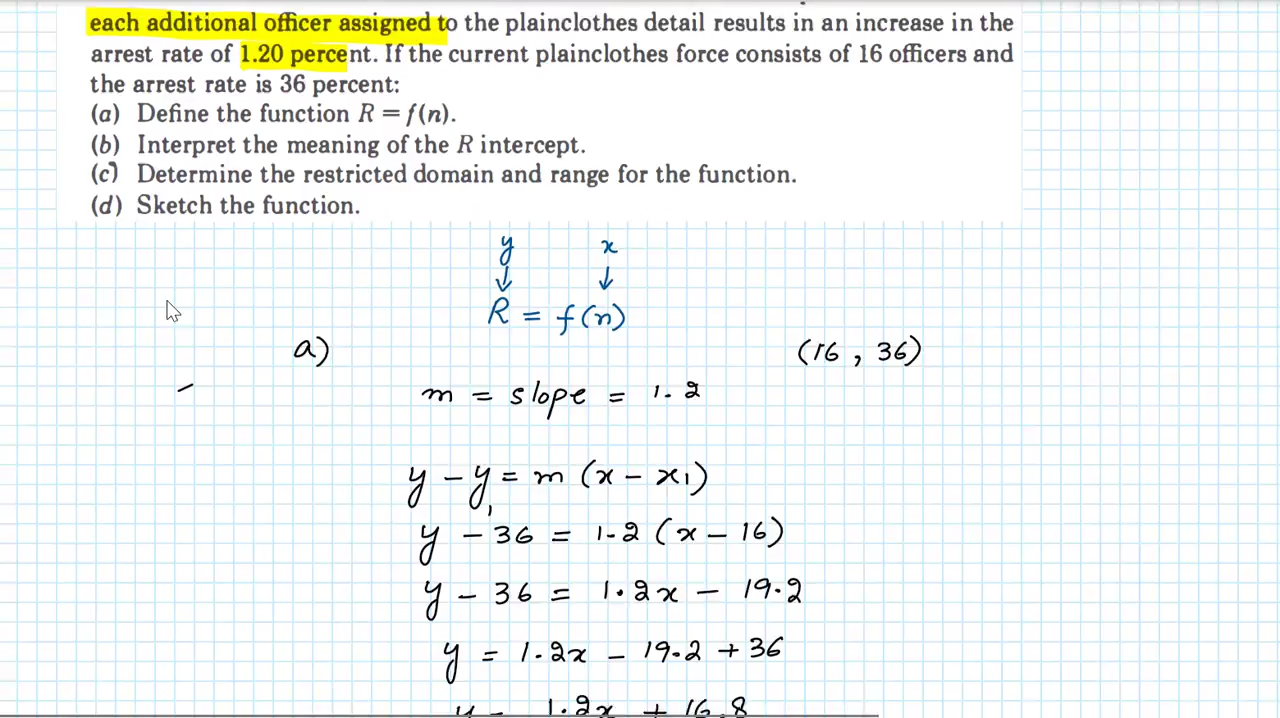 each additional officer assigned to the plainclothes detail results in an increase in the
arrest rate of 1.20 percent. If the current plainclothes force consists of 16 officers and
the arrest rate is 36 percent:
(a) Define the function R = f(n).
(b) Interpret the meaning of the R intercept.
(c) Determine the restricted domain and range for the function.
(d) Sketch the function.
y x
↓ ↓
R = f(n)
a) (16 , 36)
m = slope = 1.2
y - y₁ = m (x - x₁)
y - 36 = 1.2 (x - 16)
y - 36 = 1.2x - 19.2
y = 1.2x - 19.2 + 36
y = 1.2x + 16.8